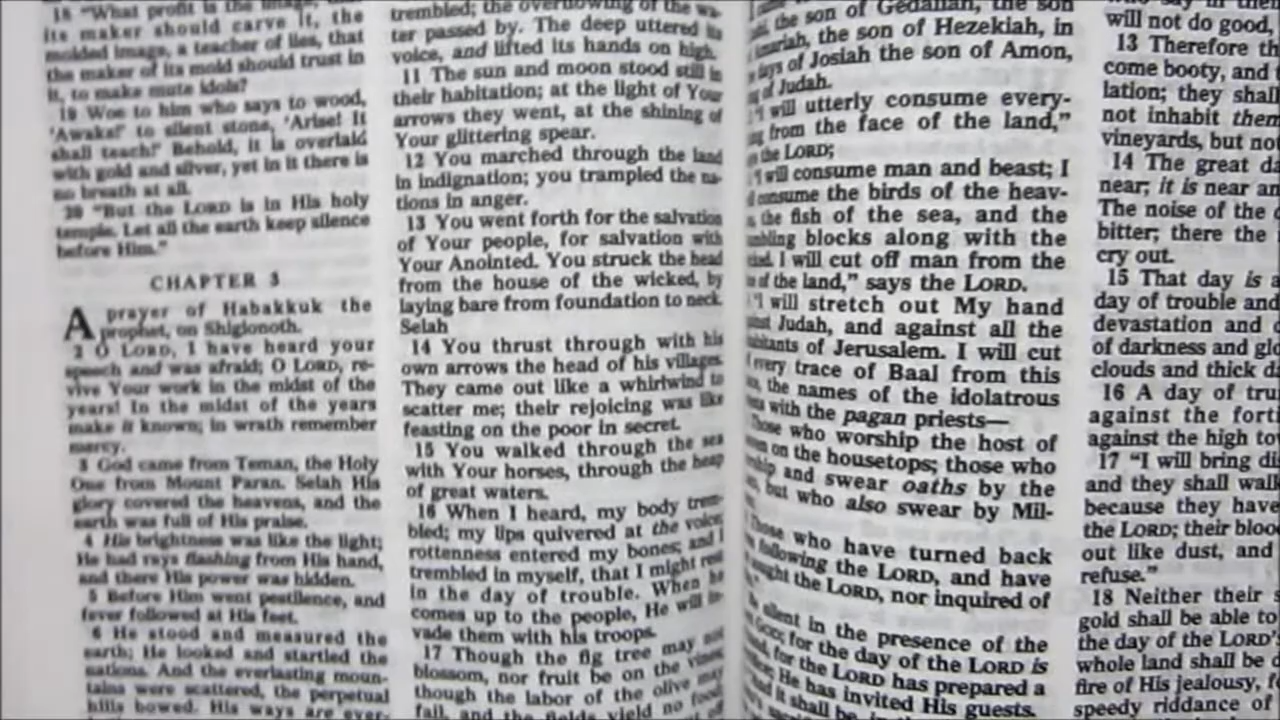 18 "What profit is the image, that
its maker should carve it, the
molded image, a teacher of lies, that
the maker of its mold should trust in
it, to make mute idols?
19 Woe to him who says to wood,
'Awake!' to silent stone, 'Arise! It
shall teach!' Behold, it is overlaid
with gold and silver, yet in it there is
no breath at all.
20 "But the LORD is in His holy
temple. Let all the earth keep silence
before Him."
CHAPTER 3
A prayer of Habakkuk the
prophet, on Shigionoth.
2 O LORD, I have heard your
speech and was afraid; O LORD, re-
vive Your work in the midst of the
years! In the midst of the years
make it known; in wrath remember
mercy.
3 God came from Teman, the Holy
One from Mount Paran. Selah His
glory covered the heavens, and the
earth was full of His praise.
4 His brightness was like the light;
He had rays flashing from His hand,
and there His power was hidden.
5 Before Him went pestilence, and
fever followed at His feet.
6 He stood and measured the
earth; He looked and startled the
nations. And the everlasting moun-
tains were scattered, the perpetual
hills bowed. His ways are ever-
trembled; the overflowing of the wa-
ter passed by. The deep uttered its
voice, and lifted its hands on high.
11 The sun and moon stood still in
their habitation; at the light of Your
arrows they went, at the shining of
Your glittering spear.
12 You marched through the land
in indignation; you trampled the na-
tions in anger.
13 You went forth for the salvation
of Your people, for salvation with
Your Anointed. You struck the head
from the house of the wicked, by
laying bare from foundation to neck.
Selah
14 You thrust through with his
own arrows the head of his villages.
They came out like a whirlwind to
scatter me; their rejoicing was like
feasting on the poor in secret.
15 You walked through the sea
with Your horses, through the heap
of great waters.
16 When I heard, my body trem-
bled; my lips quivered at the voice;
rottenness entered my bones; and I
trembled in myself, that I might rest
in the day of trouble. When he
comes up to the people, He will in-
vade them with his troops.
17 Though the fig tree may not
blossom, nor fruit be on the vines;
though the labor of the olive may
fail, and the fields yield no food;
the son of Gedaliah, the son
the son of Hezekiah, in
of Josiah the son of Amon,
of Judah.
"I will utterly consume every-
from the face of the land,"
the LORD;
"I will consume man and beast; I
consume the birds of the heav-
the fish of the sea, and the
blocks along with the
I will cut off man from the
of the land," says the LORD.
"I will stretch out My hand
Judah, and against all the
of Jerusalem. I will cut
every trace of Baal from this
the names of the idolatrous
with the pagan priests—
Those who worship the host of
on the housetops; those who
and swear oaths by the
but who also swear by Mil-
Those who have turned back
following the LORD, and have
the LORD, nor inquired of
silent in the presence of the
GOD; for the day of the LORD is
for the LORD has prepared a
He has invited His guests.
it shall be,
will not do good,
13 Therefore
come booty, and
lation; they shall
not inhabit them
vineyards, but
14 The great
near; it is near
The noise of the
bitter; there the
cry out.
15 That day is a
day of trouble and
devastation and
of darkness and
clouds and thick
16 A day of
against the
against the high
17 "I will bring
and they shall walk
because they have
the LORD; their
out like dust, and
refuse."
18 Neither their
gold shall be able to
the day of the LORD'S
whole land shall be
fire of His jealousy,
speedy riddance of